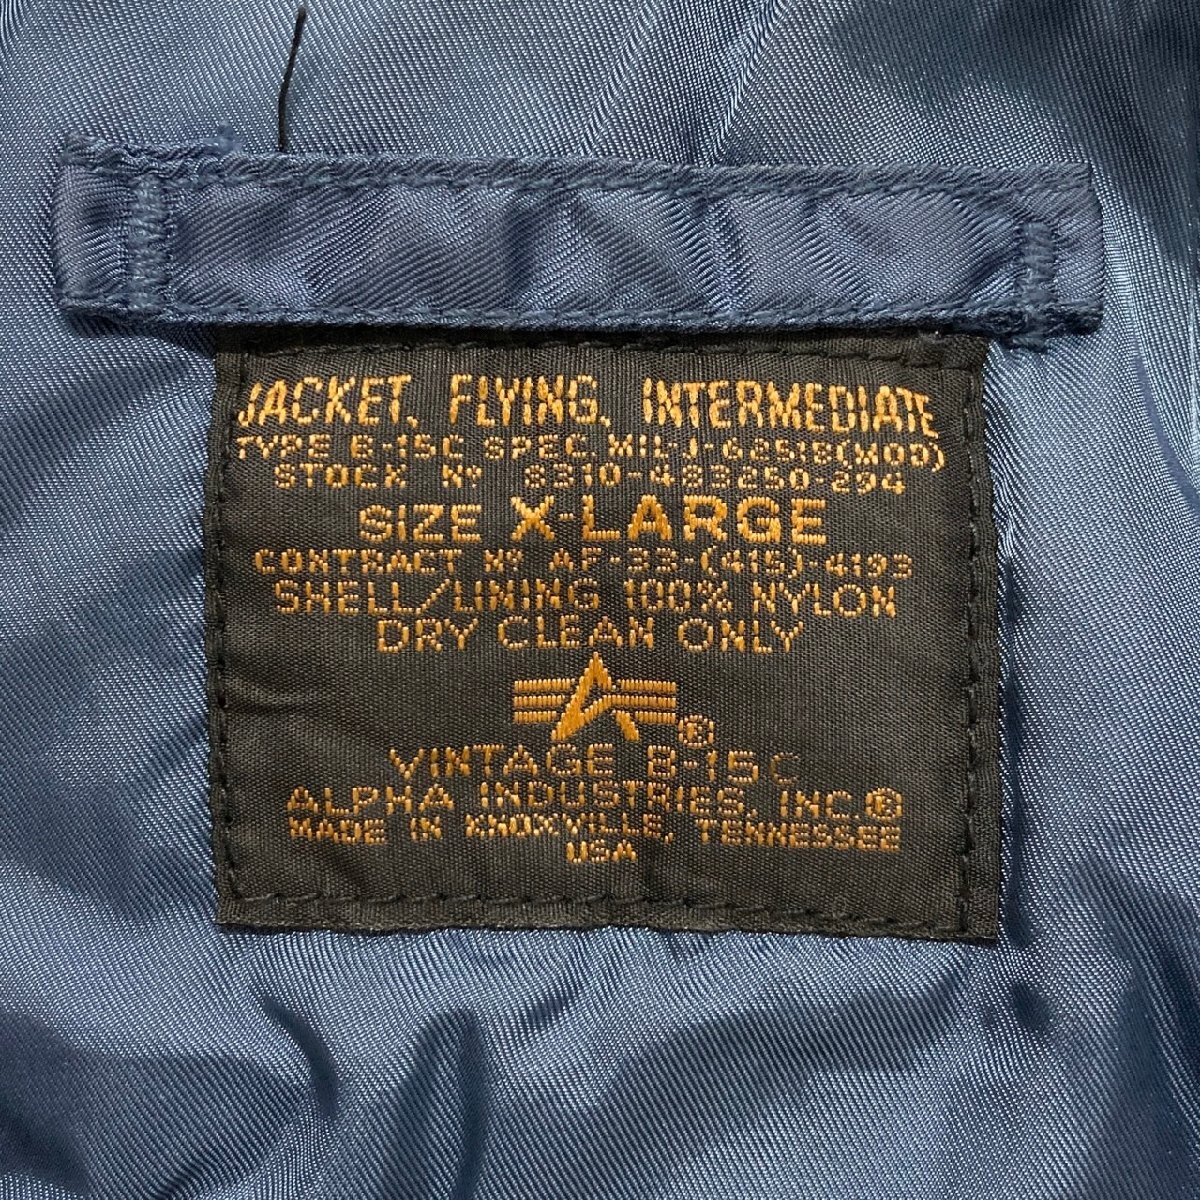 JACKET, FLYING, INTERMEDIATE
TYPE B-15C SPEC MIL-J-6251B(MOD)
STOCK Nº 8310-483250-294
SIZE X-LARGE
CONTRACT Nº AF-33-(415)-4193
SHELL/LINING 100% NYLON
DRY CLEAN ONLY
®
VINTAGE B-15C
ALPHA INDUSTRIES, INC.®
MADE IN KNOXVILLE, TENNESSEE
USA